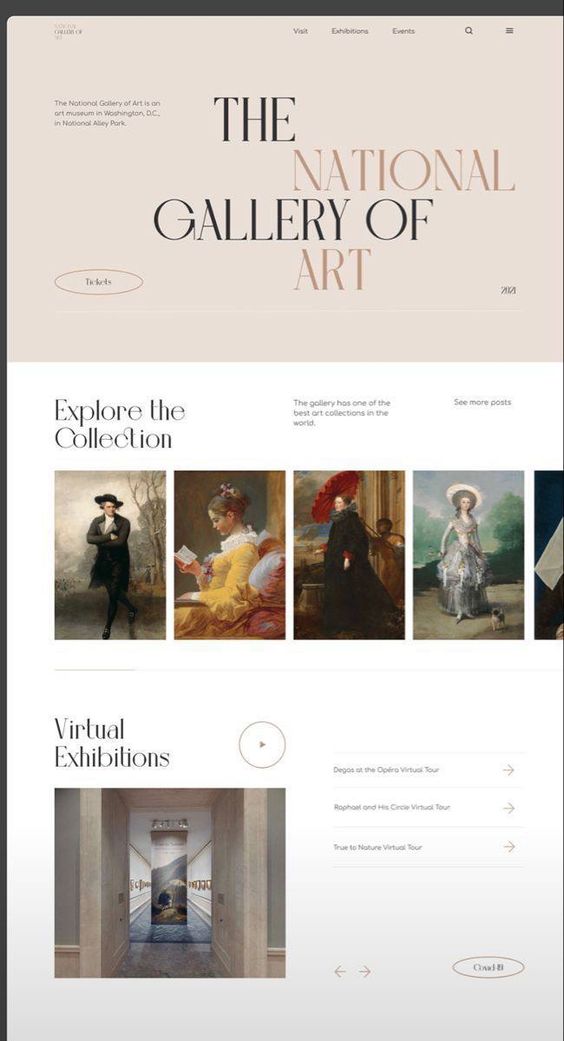 NATIONAL
GALLERY OF
ART
Visit
Exhibitions
Events
The National Gallery of Art is an
art museum in Washington, D.C.,
in National Alley Park.
THE
NATIONAL
GALLERY OF
ART
Tickets
2021
Explore the
Collection
The gallery has one of the
best art collections in the
world.
See more posts
Virtual
Exhibitions
Degas at the Opéra Virtual Tour
Raphael and His Circle Virtual Tour
True to Nature Virtual Tour
Covid-19